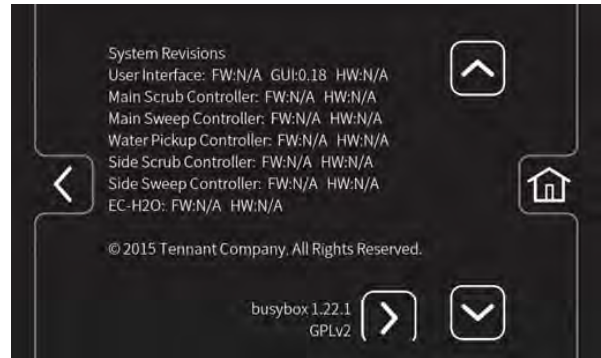 System Revisions
User Interface: FW:N/A GUI:0.18 HW:N/A
Main Scrub Controller: FW:N/A HW:N/A
Main Sweep Controller: FW:N/A HW:N/A
Water Pickup Controller: FW:N/A HW:N/A
Side Scrub Controller: FW:N/A HW:N/A
Side Sweep Controller: FW:N/A HW:N/A
EC-H2O: FW:N/A HW:N/A
© 2015 Tennant Company. All Rights Reserved.
busybox 1.22.1
GPLv2